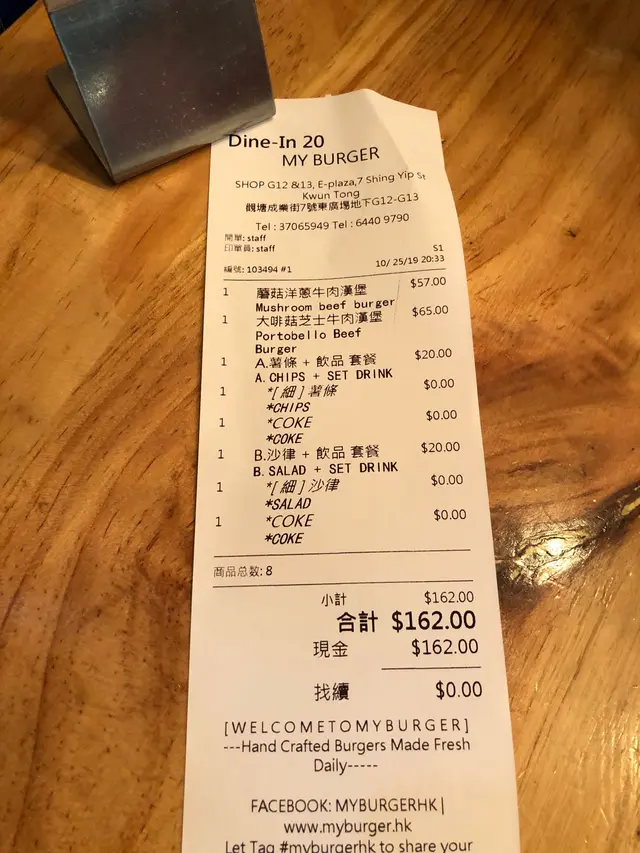 Dine-In 20
MY BURGER
SHOP G12 &13, E-plaza,7 Shing Yip St
Kwun Tong
觀塘成業街7號東廣場地下G12-G13
Tel : 37065949 Tel : 6440 9790
開單: staff
印單員: staff
S1
編號: 103494 #1 10/ 25/19 20:33
1 蘑菇洋蔥牛肉漢堡 $57.00
Mushroom beef burger
1 大啡菇芝士牛肉漢堡 $65.00
Portobello Beef
Burger
1 A.薯條 + 飲品 套餐 $20.00
A. CHIPS + SET DRINK
1 *[ 細 ] 薯條 $0.00
*CHIPS
1 *COKE $0.00
*COKE
1 B.沙律 + 飲品 套餐 $20.00
B. SALAD + SET DRINK
1 *[ 細 ] 沙律 $0.00
*SALAD
1 *COKE $0.00
*COKE
商品总数: 8
小計 $162.00
合計 $162.00
現金 $162.00
找續 $0.00
[WELCOMETOMYBURGER]
---Hand Crafted Burgers Made Fresh
Daily-----
FACEBOOK: MYBURGERHK|
www.myburger.hk
Let Tag #myburgerhk to share your